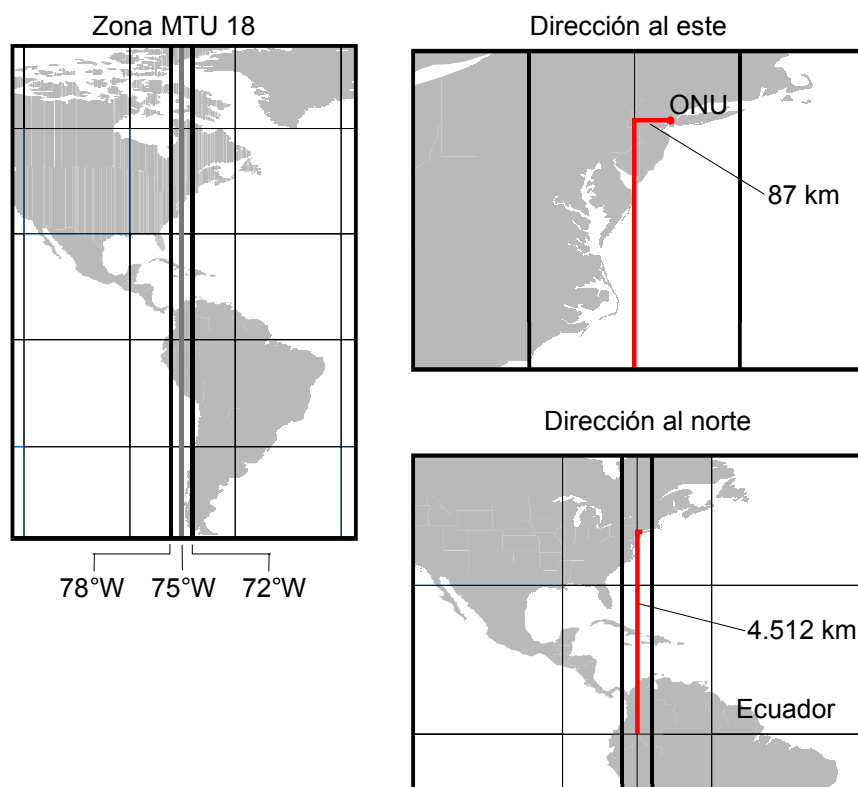 Zona MTU 18
78°W
75°W
72°W
Dirección al este
ONU
87 km
Dirección al norte
4.512 km
Ecuador